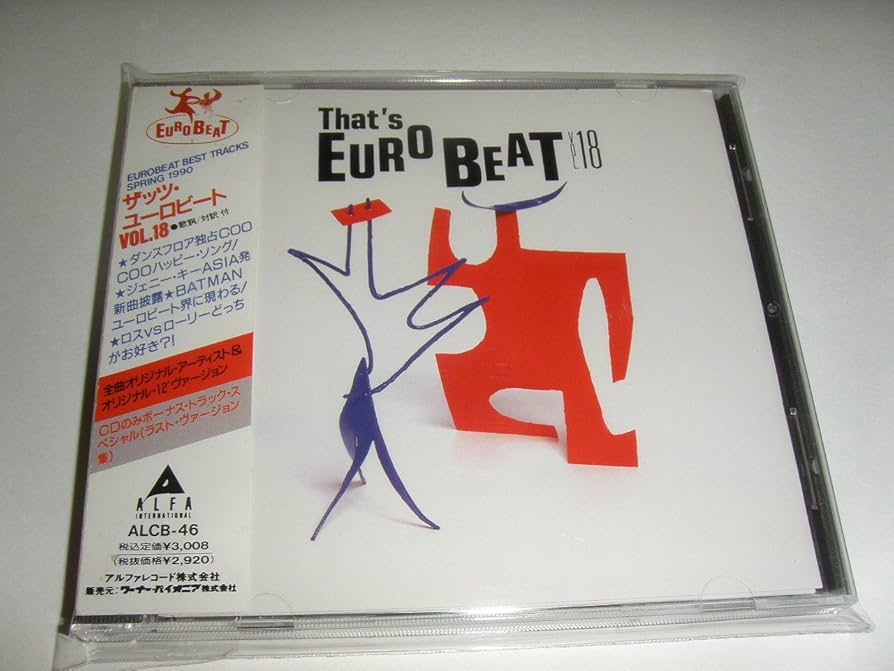 EURO BEAT
EUROBEAT BEST TRACKS
SPRING 1990
ザッツ・
ユーロビート
VOL.18●歌詞/対訳 付
★ダンスフロア独占COO
COOハッピー・ソング/
★ジェニー・キーASIA発
新曲披露★BATMAN
ユーロビート界に現わる/
★ロスvsローリーどっち
がお好き?!
全曲オリジナル・アーティスト&
オリジナル・12"ヴァージョン
CDのみボーナス・トラック・ス
ペシャル(ラスト・ヴァージョン
集)
ALFA
INTERNATIONAL
ALCB-46
税込定価¥3,008
(税抜価格¥2,920)
アルファレコード株式会社
販売元:ワーナー・パイオニア株式会社
That's
EURO BEAT
VOL 18